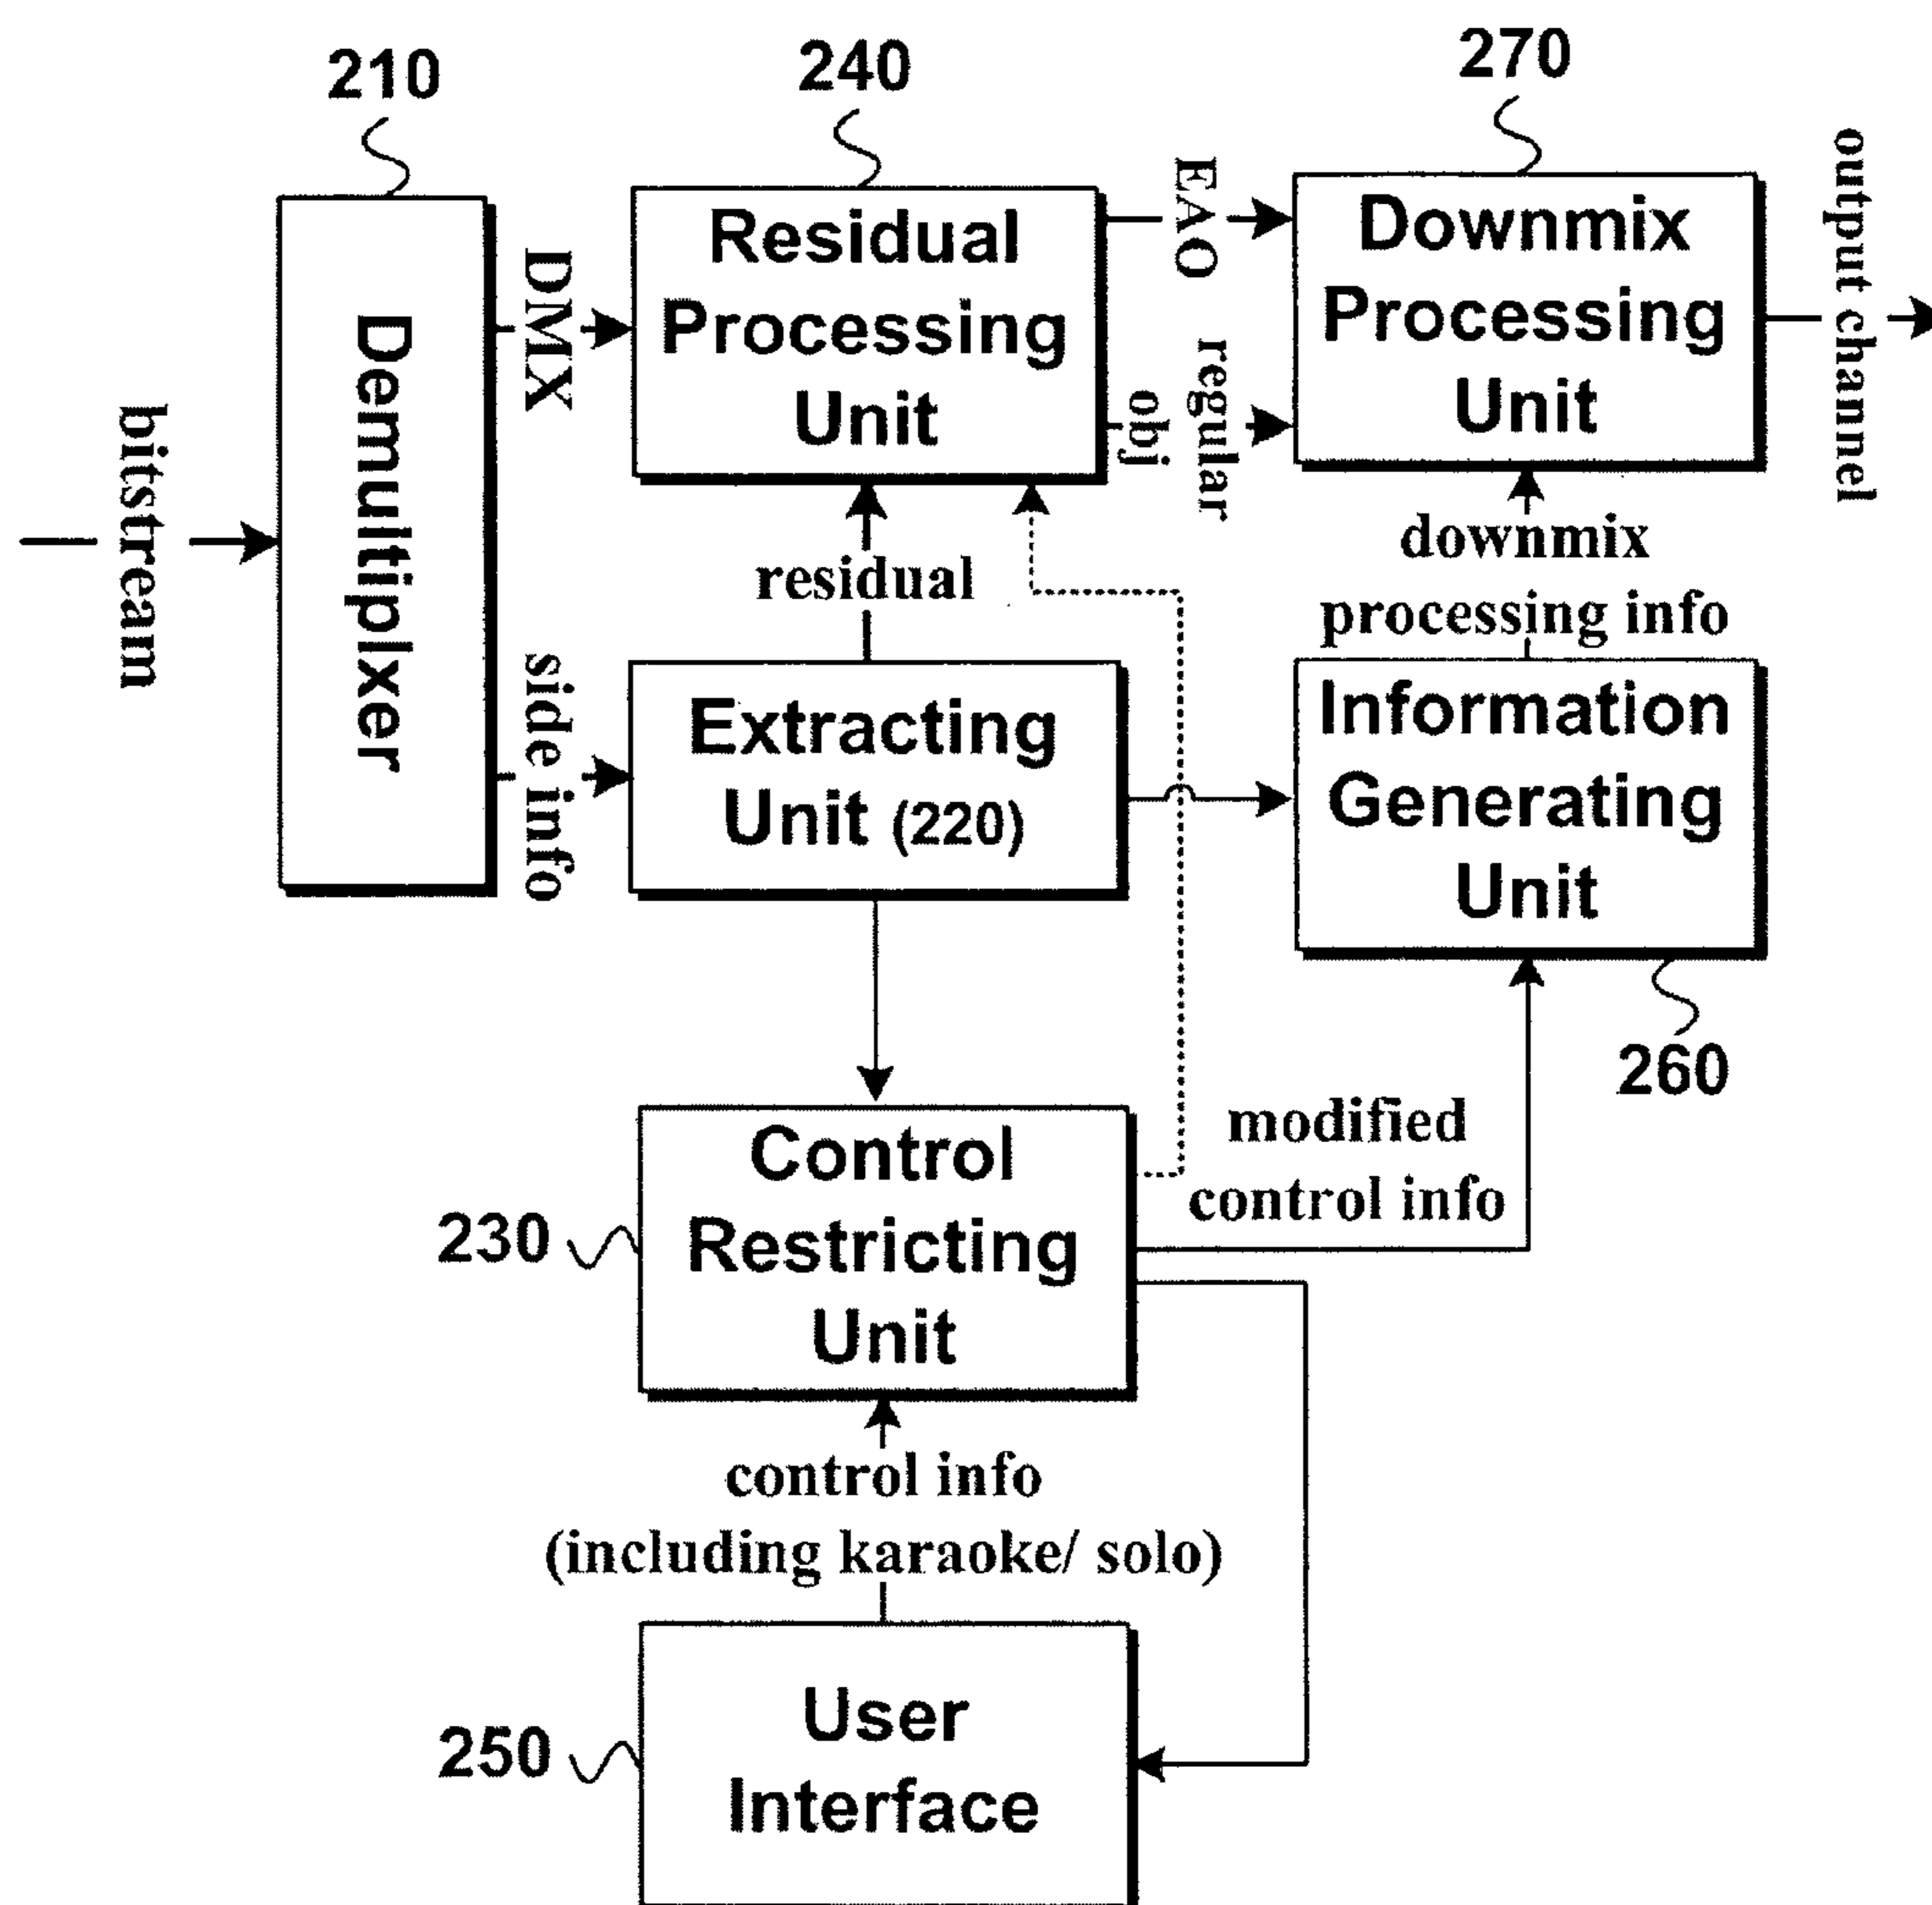 210
240
270
bitstream
Demultiplxer
DMX
side info
Residual
Processing
Unit
EAO
regular
obj
Downmix
Processing
Unit
output channel
residual
downmix
processing info
Extracting
Unit (220)
Information
Generating
Unit
260
230
Control
Restricting
Unit
modified
control info
control info
(including karaoke/ solo)
250
User
Interface